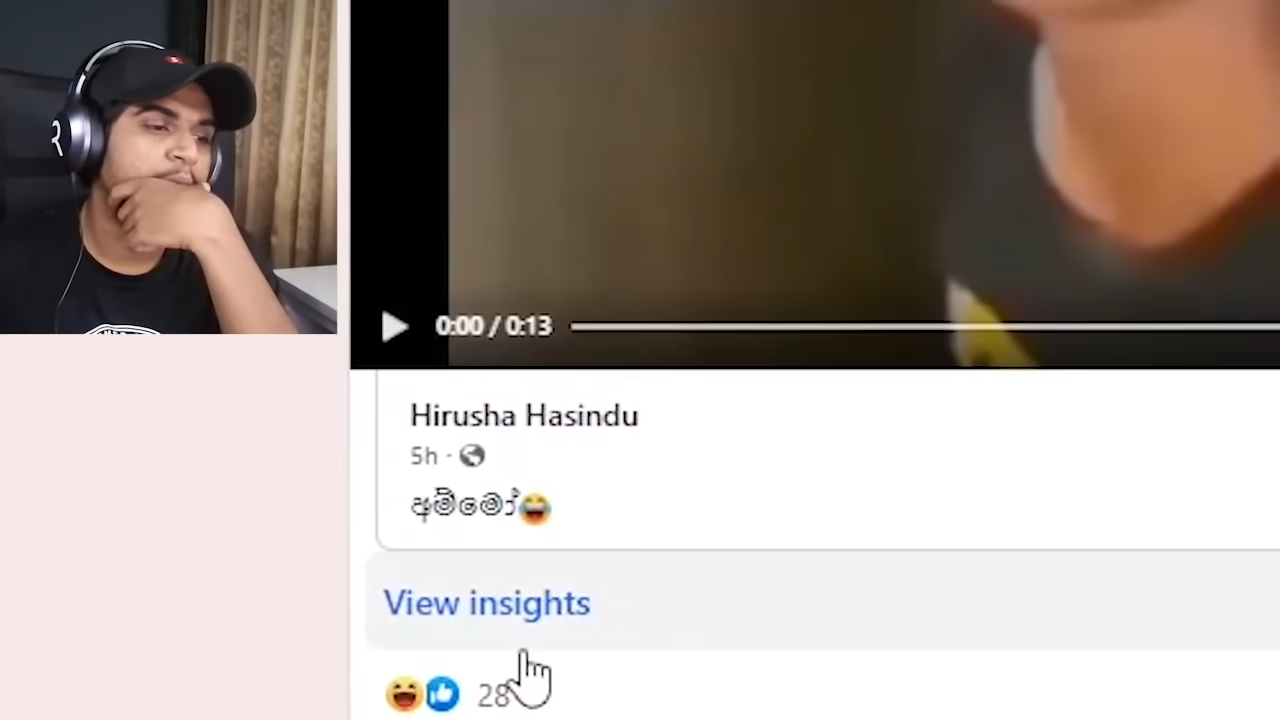 0:00 / 0:13
Hirusha Hasindu
5h ·
අම්මෝ😂
View insights
28